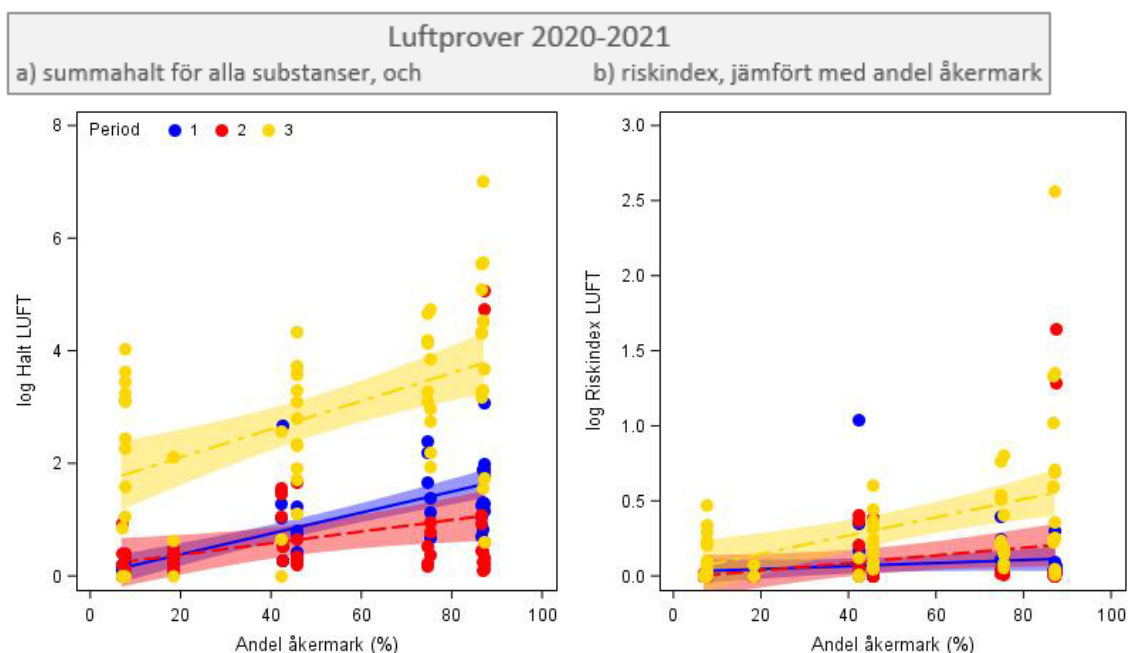 Luftprover 2020-2021
a) summahalt för alla substanser, och b) riskindex, jämfört med andel åkermark
Period 1 2 3
8
6
4
2
0
log Halt LUFT
0 20 40 60 80 100
Andel åkermark (%)
3.0
2.5
2.0
1.5
1.0
0.5
0.0
log Riskindex LUFT
0 20 40 60 80 100
Andel åkermark (%)